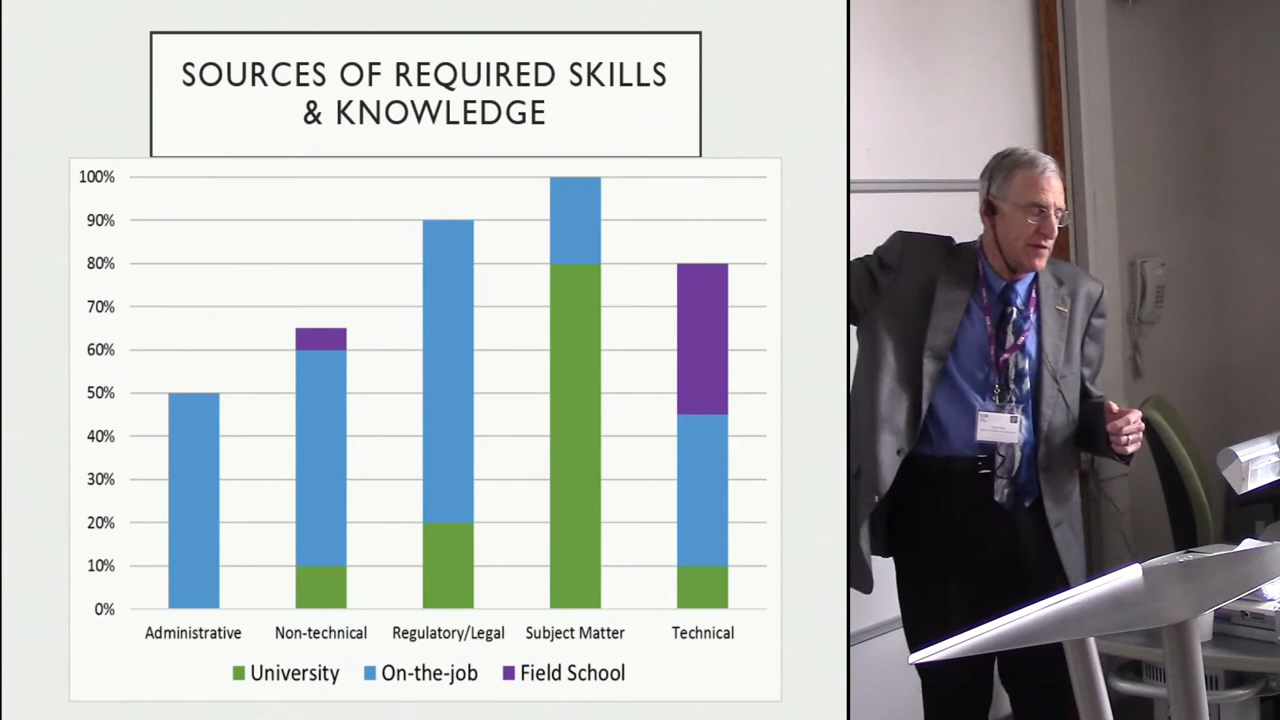 SOURCES OF REQUIRED SKILLS
& KNOWLEDGE
100%
90%
80%
70%
60%
50%
40%
30%
20%
10%
0%
Administrative
Non-technical
Regulatory/Legal
Subject Matter
Technical
University
On-the-job
Field School